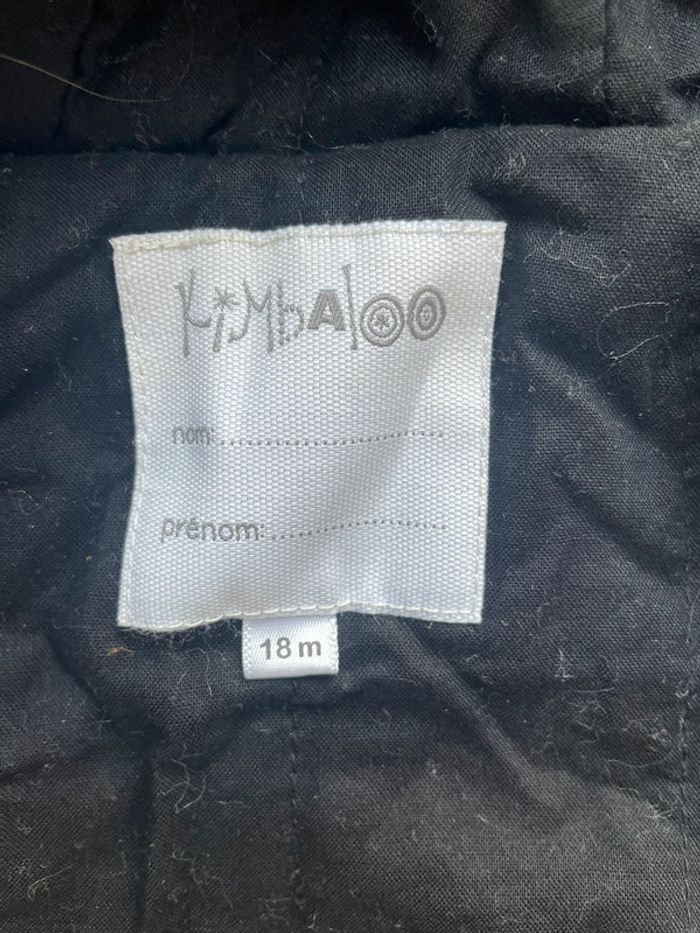 KiMbAloo
nom:..............................
prénom:.......................
18 m